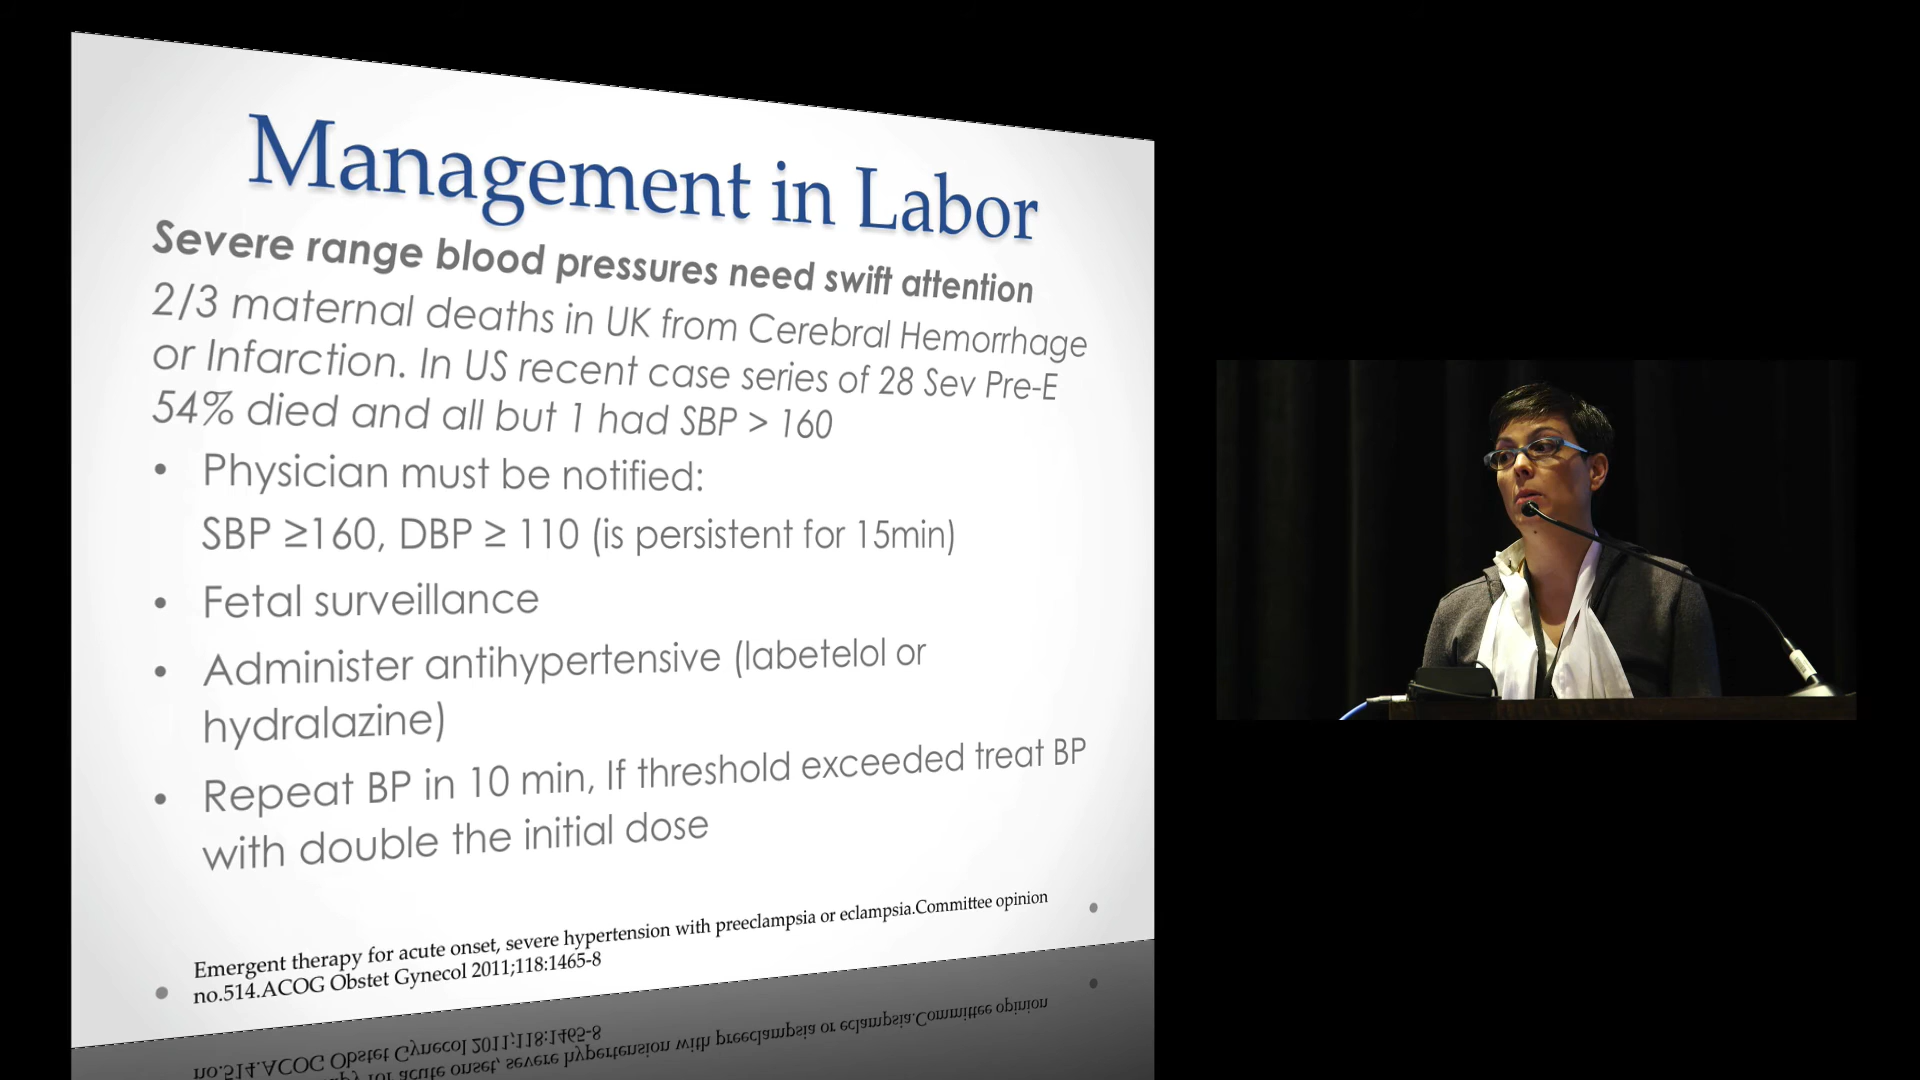 Management in Labor
Severe range blood pressures need swift attention
2/3 maternal deaths in UK from Cerebral Hemorrhage
or Infarction. In US recent case series of 28 Sev Pre-E
54% died and all but 1 had SBP > 160
• Physician must be notified:
SBP ≥160, DBP ≥ 110 (is persistent for 15min)
• Fetal surveillance
• Administer antihypertensive (labetelol or
hydralazine)
• Repeat BP in 10 min, If threshold exceeded treat BP
with double the initial dose
Emergent therapy for acute onset, severe hypertension with preeclampsia or eclampsia.Committee opinion
no.514.ACOG Obstet Gynecol 2011;118:1465-8